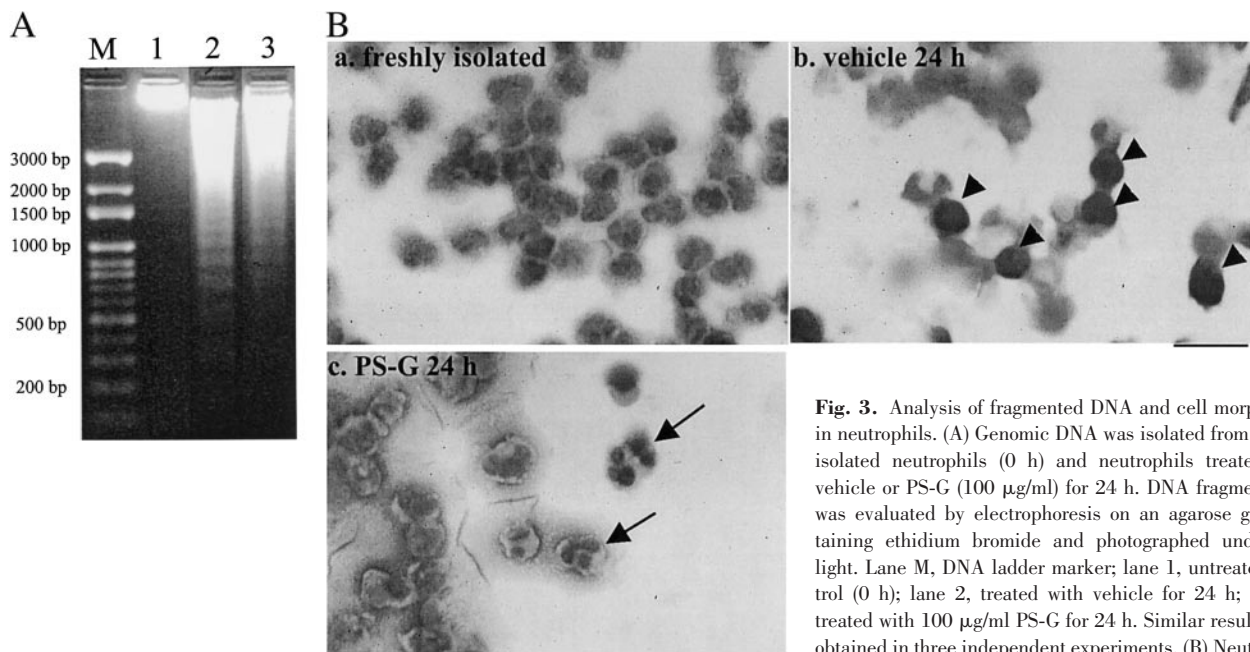 A
B
M 1 2 3
3000 bp
2000 bp
1500 bp
1000 bp
500 bp
200 bp
a. freshly isolated
b. vehicle 24 h
c. PS-G 24 h
Fig. 3. Analysis of fragmented DNA and cell morp
in neutrophils. (A) Genomic DNA was isolated from
isolated neutrophils (0 h) and neutrophils treate
vehicle or PS-G (100 μg/ml) for 24 h. DNA fragme
was evaluated by electrophoresis on an agarose g
taining ethidium bromide and photographed und
light. Lane M, DNA ladder marker; lane 1, untreate
trol (0 h); lane 2, treated with vehicle for 24 h;
treated with 100 μg/ml PS-G for 24 h. Similar resul
obtained in three independent experiments. (B) Neut